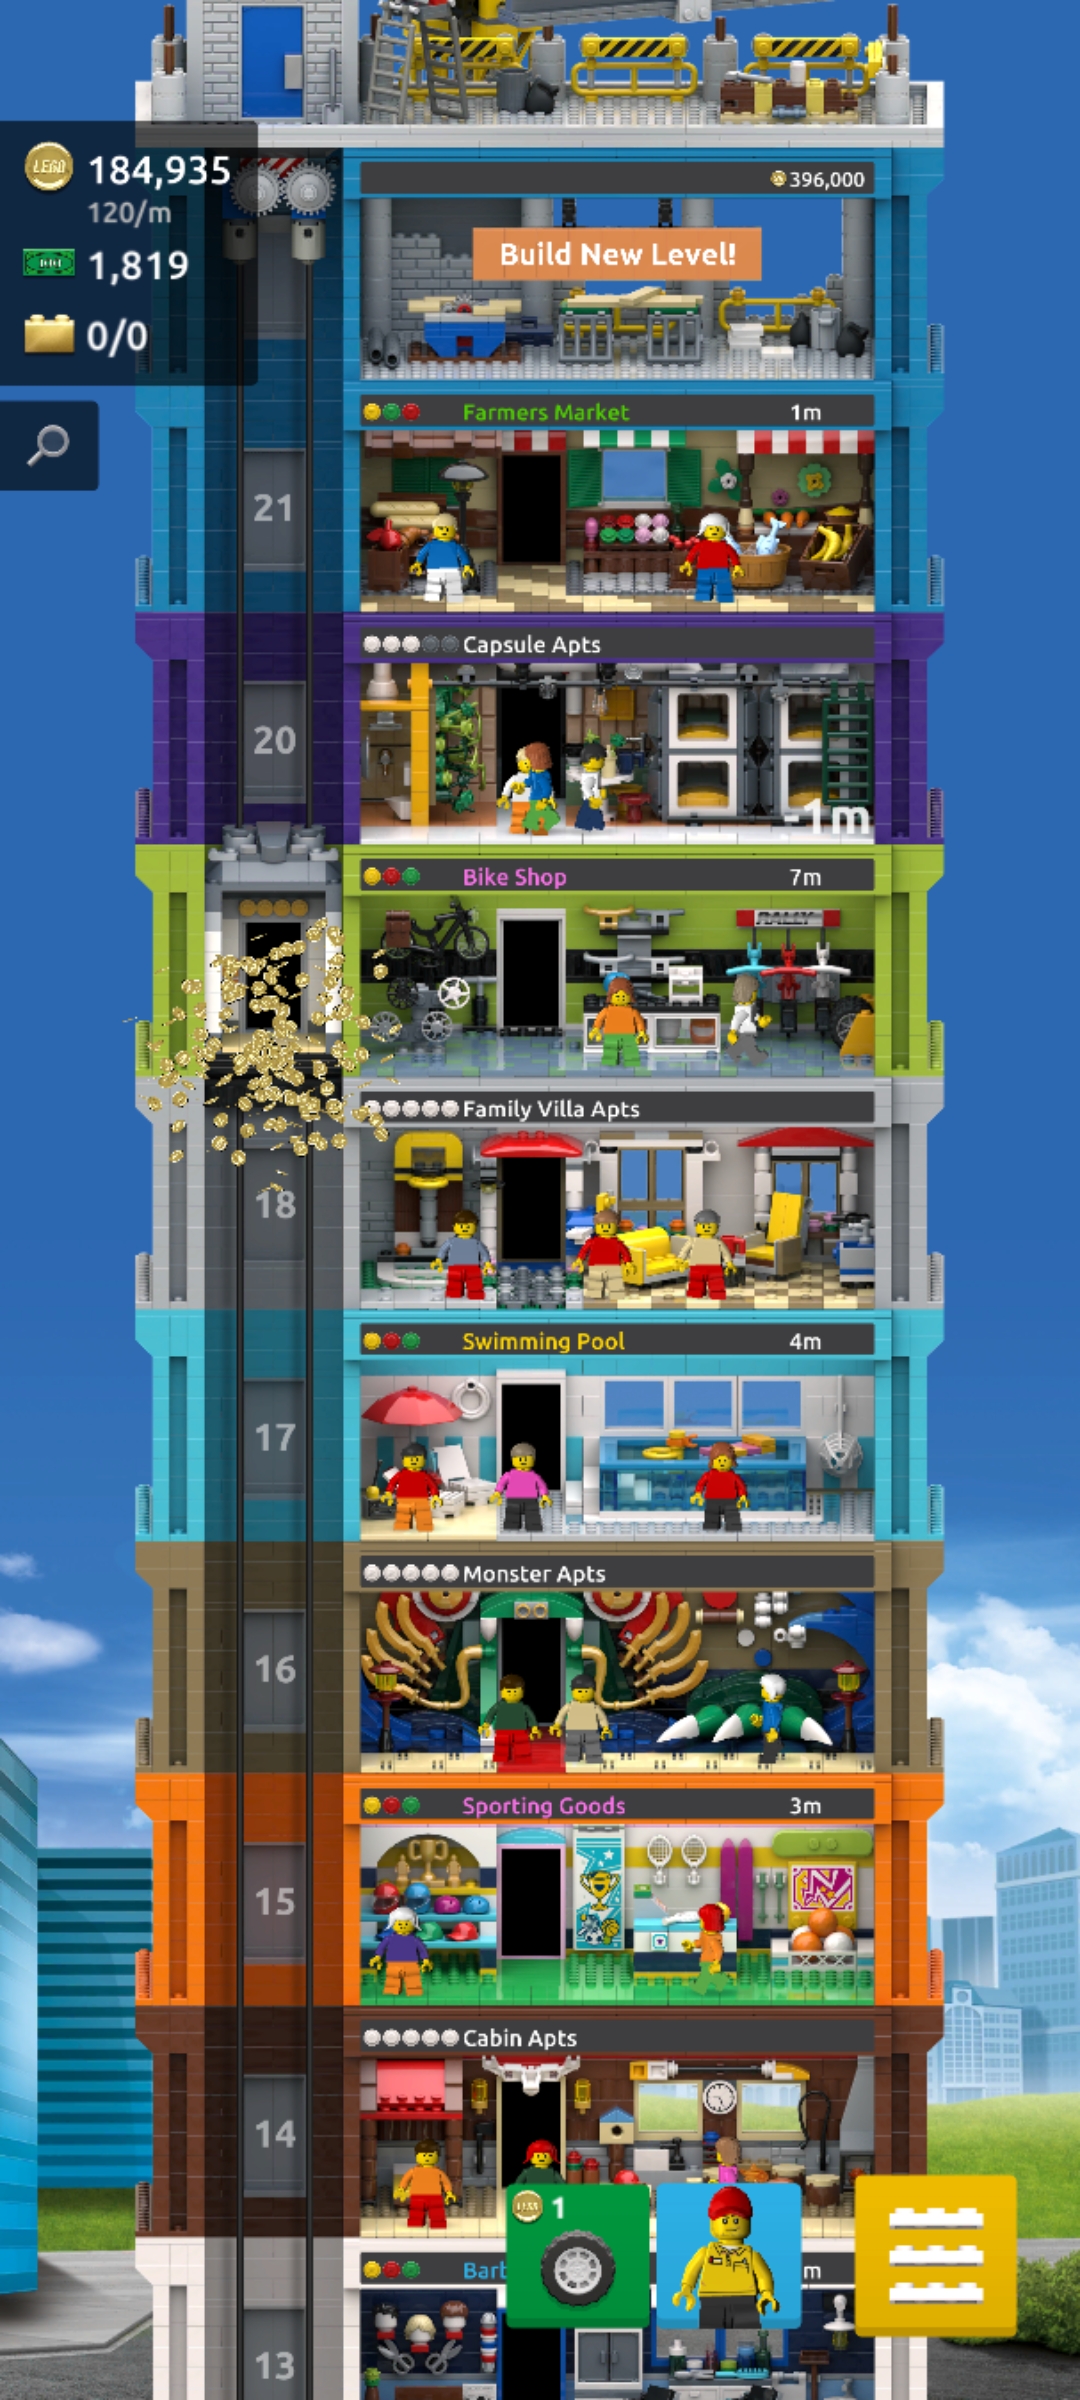 LEGO 184,935
120/m
1,819
0/0
396,000
Build New Level!
Farmers Market 1m
21
Capsule Apts
20
-1m
Bike Shop 7m
RALLY
Family Villa Apts
18
Swimming Pool 4m
17
Monster Apts
16
Sporting Goods 3m
15
Cabin Apts
14
1
Barb
m
13